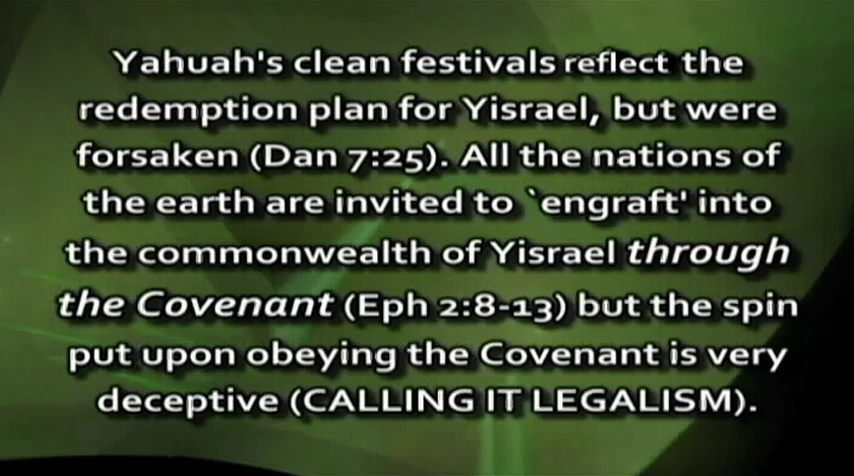 Yahuah's clean festivals reflect the
redemption plan for Yisrael, but were
forsaken (Dan 7:25). All the nations of
the earth are invited to `engraft' into
the commonwealth of Yisrael through
the Covenant (Eph 2:8-13) but the spin
put upon obeying the Covenant is very
deceptive (CALLING IT LEGALISM).